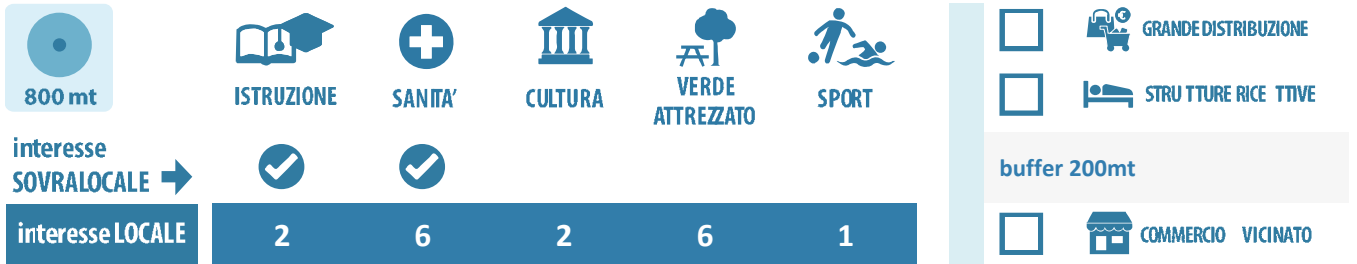 800 mt
ISTRUZIONE
SANITA'
CULTURA
VERDE
ATTREZZATO
SPORT
interesse
SOVRALOCALE
interesse LOCALE
2 6 2 6 1
€
GRANDE DISTRIBUZIONE
STRU TTURE RICE TTIVE
buffer 200mt
COMMERCIO VICINATO